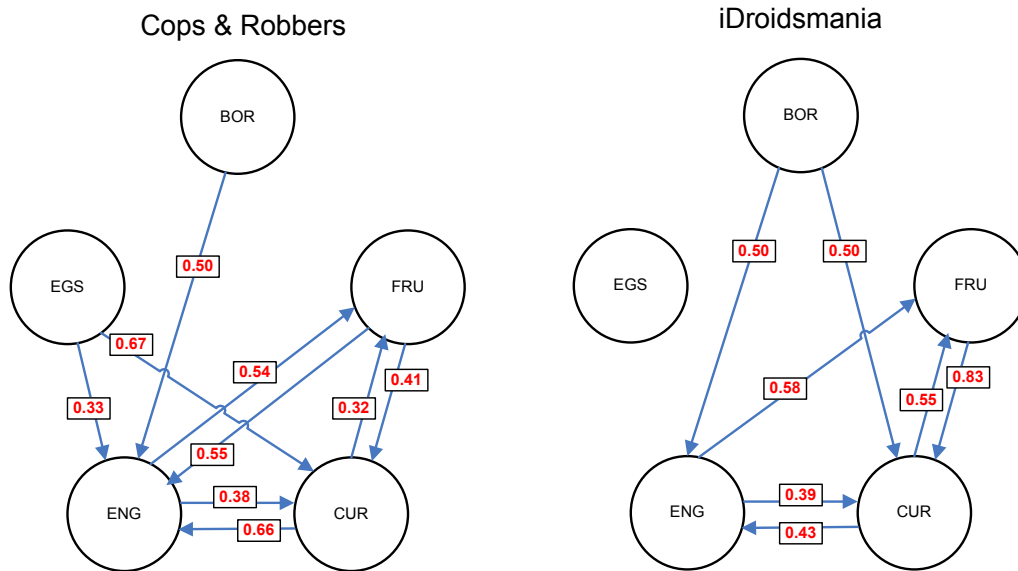 Cops & Robbers
BOR
EGS
FRU
ENG
CUR
0.50
0.67
0.33
0.54
0.55
0.32
0.41
0.38
0.66
iDroidsmania
BOR
EGS
FRU
ENG
CUR
0.50
0.50
0.58
0.55
0.83
0.39
0.43